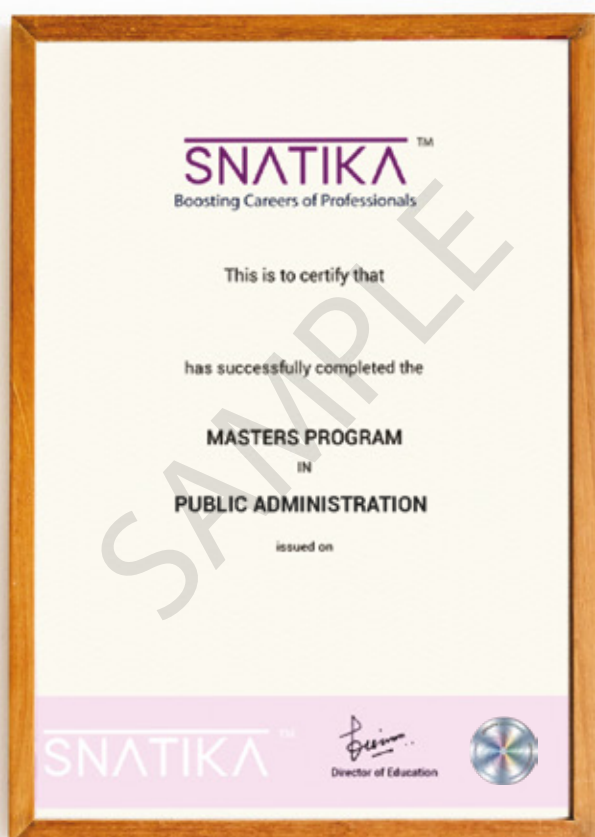 SNATIKA TM
Boosting Careers of Professionals
This is to certify that
has successfully completed the
MASTERS PROGRAM
IN
PUBLIC ADMINISTRATION
issued on
SAMPLE
SNATIKA TM
Director of Education